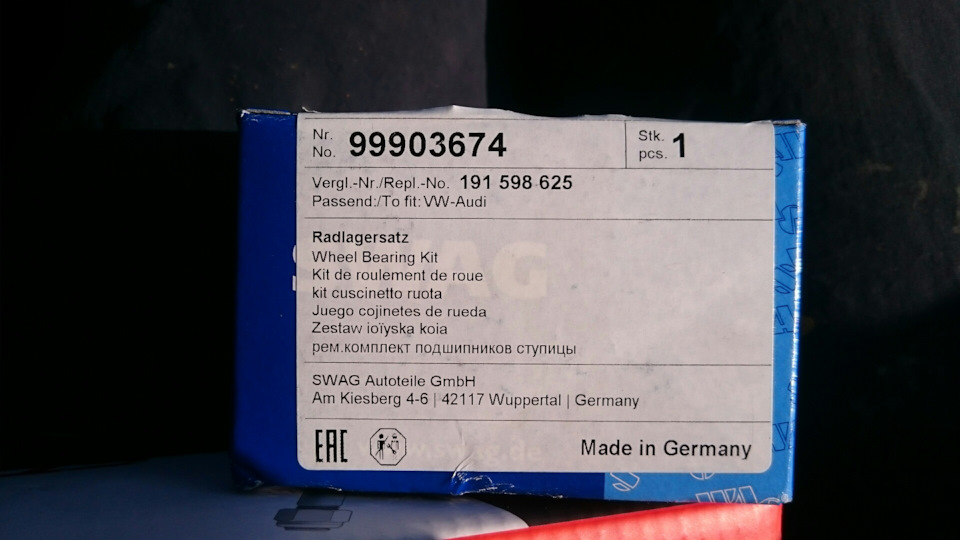 Nr.
No. 99903674
Stk.
pcs. 1
Vergl.-Nr./Repl.-No. 191 598 625
Passend:/To fit: VW-Audi
Radlagersatz
Wheel Bearing Kit
Kit de roulement de roue
kit cuscinetto ruota
Juego cojinetes de rueda
Zestaw ioïyska koia
рем.комплект подшипников ступицы
SWAG Autoteile GmbH
Am Kiesberg 4-6 | 42117 Wuppertal | Germany
EAC
Made in Germany